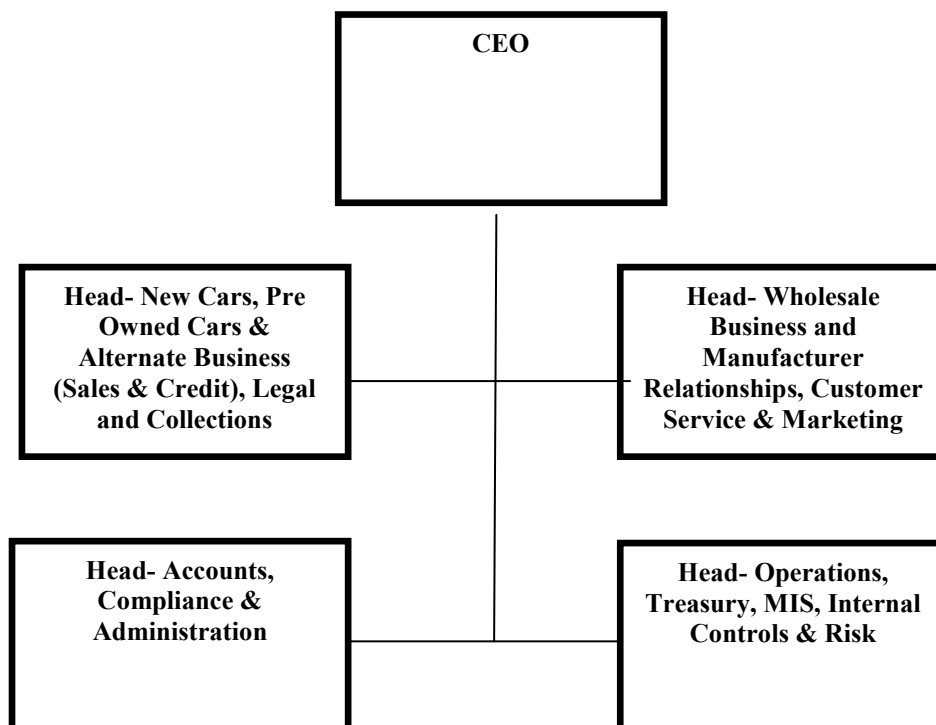 CEO
Head- New Cars, Pre
Owned Cars &
Alternate Business
(Sales & Credit), Legal
and Collections
Head- Wholesale
Business and
Manufacturer
Relationships, Customer
Service & Marketing
Head- Accounts,
Compliance &
Administration
Head- Operations,
Treasury, MIS, Internal
Controls & Risk